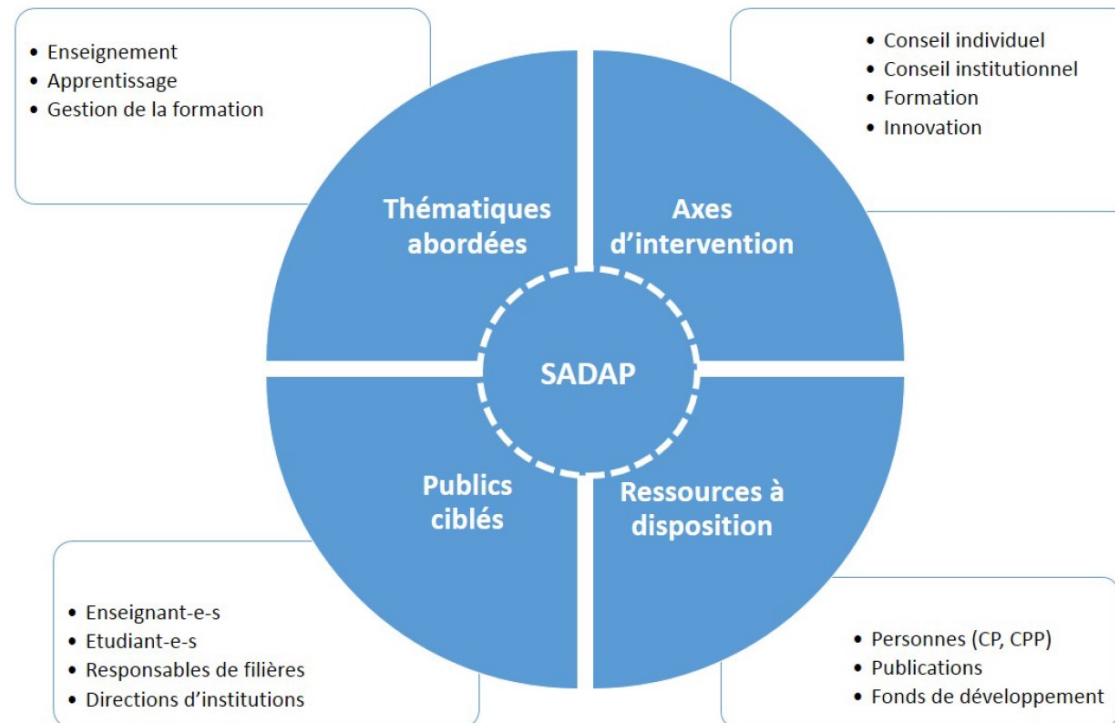 • Enseignement
• Apprentissage
• Gestion de la formation
• Conseil individuel
• Conseil institutionnel
• Formation
• Innovation
Thématiques
abordées
Axes
d’intervention
SADAP
Publics
ciblés
Ressources à
disposition
• Enseignant-e-s
• Etudiant-e-s
• Responsables de filières
• Directions d’institutions
• Personnes (CP, CPP)
• Publications
• Fonds de développement